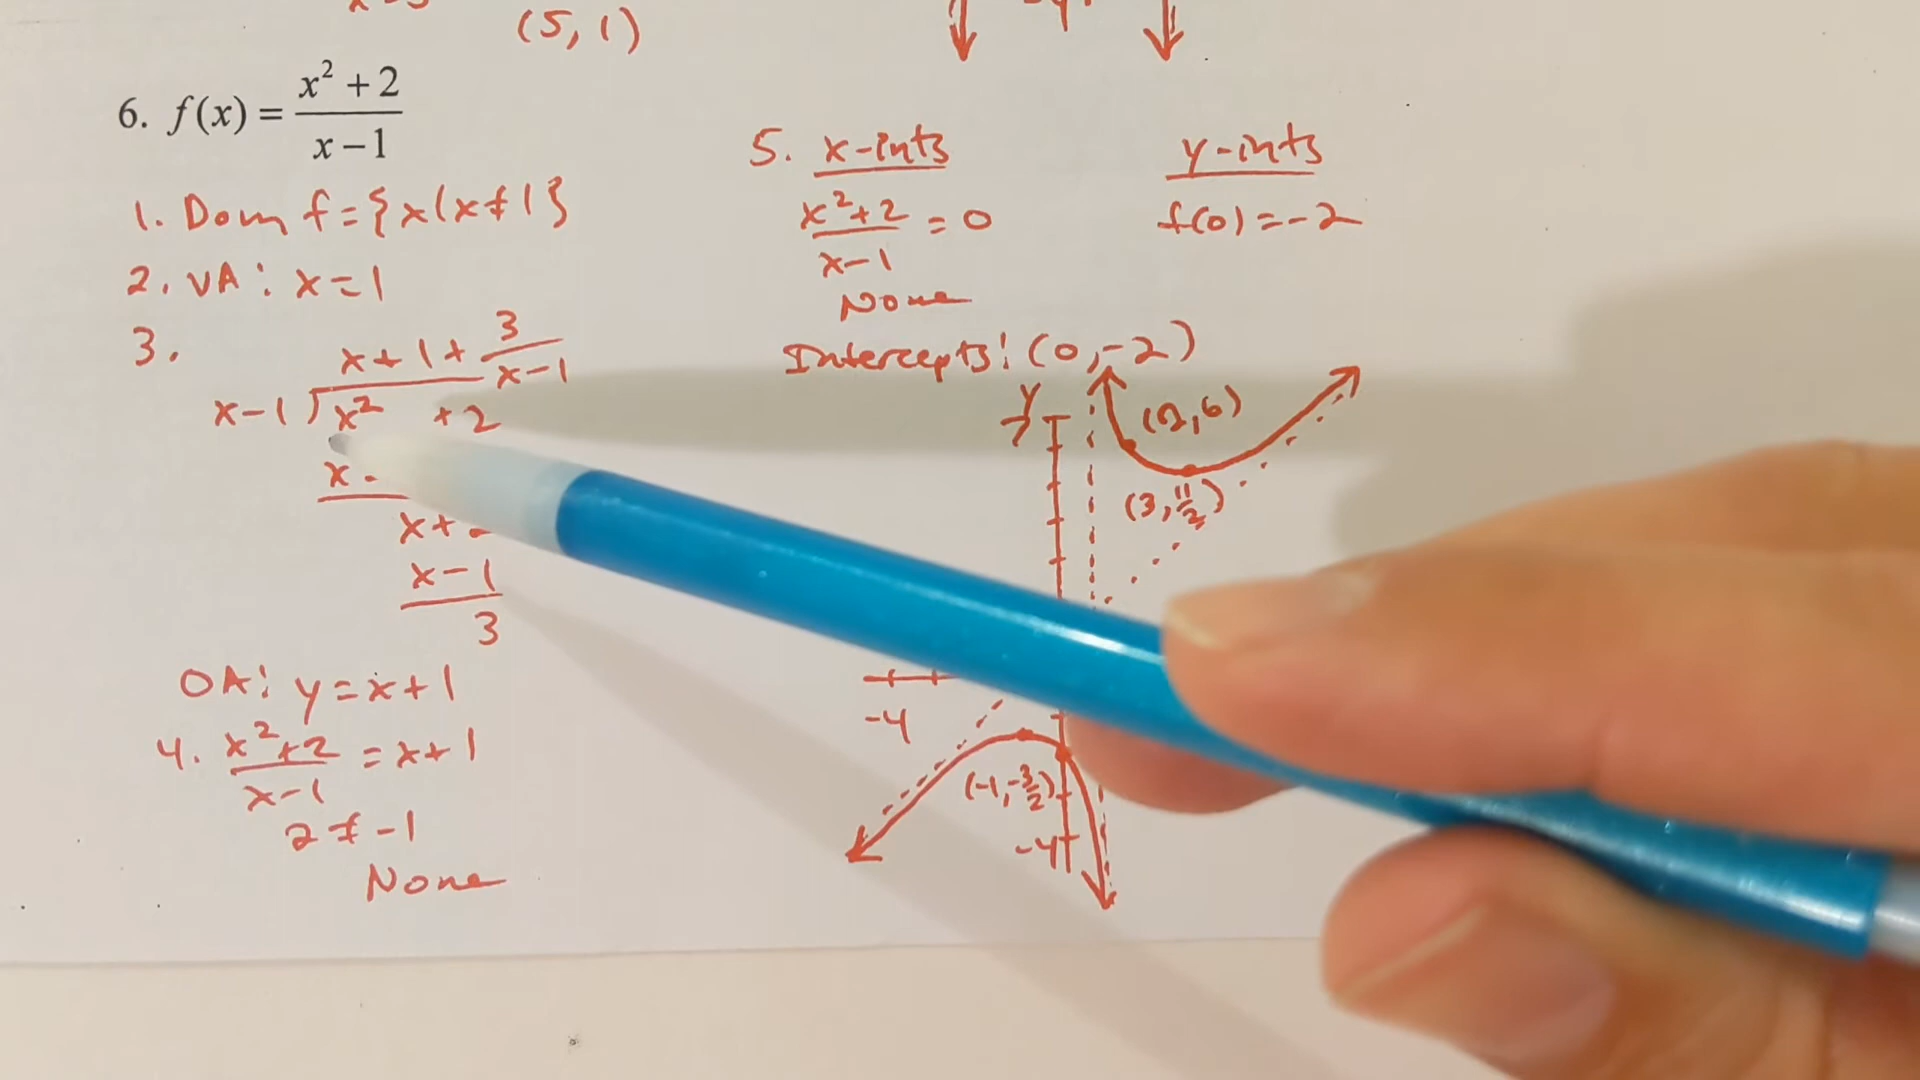 (5, 1)
6. f(x) = x² + 2 / x − 1
1. Dom f = {x | x ≠ 1}
2. VA: x = 1
3.
x + 1 + 3 / x − 1
x − 1 ) x² + 2
x -
x +
x − 1
3
OA: y = x + 1
4. x² + 2 / x − 1 = x + 1
2 ≠ −1
None
5. x-ints
x² + 2 / x − 1 = 0
None
y-ints
f(0) = −2
Intercepts: (0, −2)
y
7
(2, 6)
(3, 11/2)
−4
(−1, −3/2)
−4